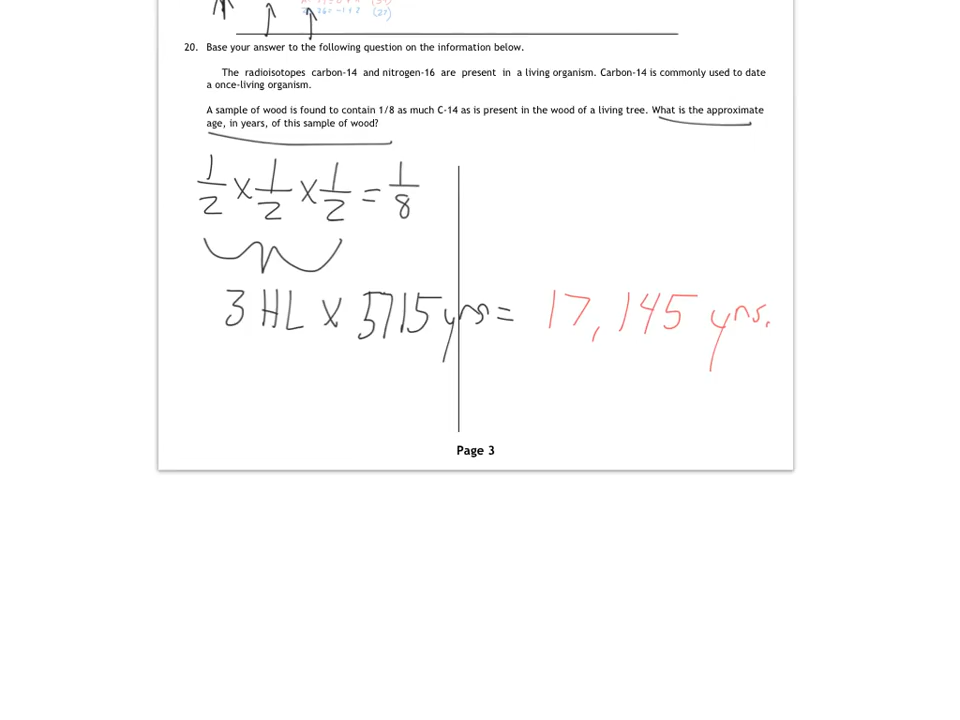 20. Base your answer to the following question on the information below.
The radioisotopes carbon-14 and nitrogen-16 are present in a living organism. Carbon-14 is commonly used to date
a once-living organism.
A sample of wood is found to contain 1/8 as much C-14 as is present in the wood of a living tree. What is the approximate
age, in years, of this sample of wood?
1/2 × 1/2 × 1/2 = 1/8
3 HL × 5715 yrs = 17,145 yrs.
Page 3